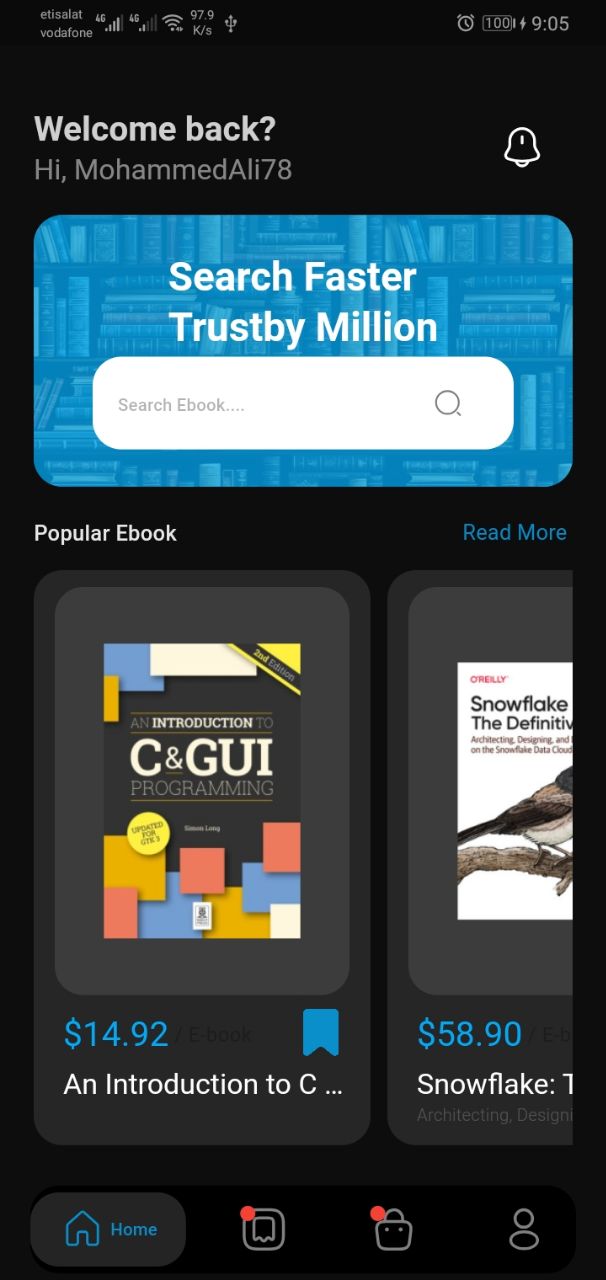 etisalat
vodafone
4G
4G
97.9
K/s
100
9:05
Welcome back?
Hi, MohammedAli78
Search Faster
Trustby Million
Search Ebook....
Popular Ebook
Read More
2nd Edition
AN INTRODUCTION TO
C&GUI
PROGRAMMING
UPDATED
FOR
GTK 3
Simon Long
O'REILLY
Snowflake
The Definitiv
Architecting, Designing, and
on the Snowflake Data Cloud
$14.92 / E-book
An Introduction to C ...
$58.90 / E-b
Snowflake: T
Architecting, Designi
Home